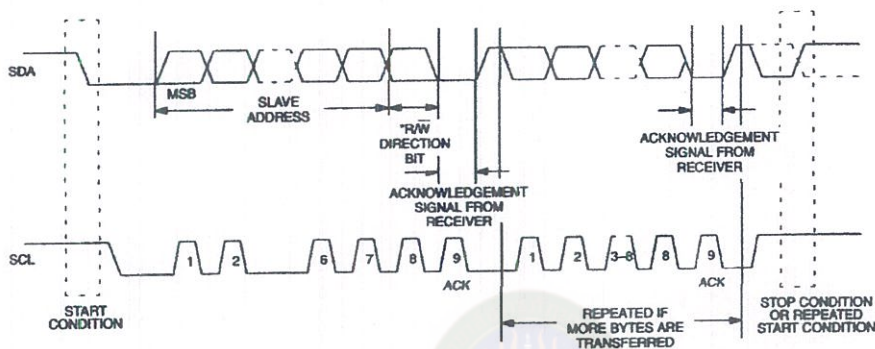 SDA
MSB
SLAVE
ADDRESS
*R/W
DIRECTION
BIT
ACKNOWLEDGEMENT
SIGNAL FROM
RECEIVER
ACKNOWLEDGEMENT
SIGNAL FROM
RECEIVER
SCL
1 2 6 7 8 9 1 2 3–8 8 9
ACK ACK
START
CONDITION
REPEATED IF
MORE BYTES ARE
TRANSFERRED
STOP CONDITION
OR REPEATED
START CONDITION